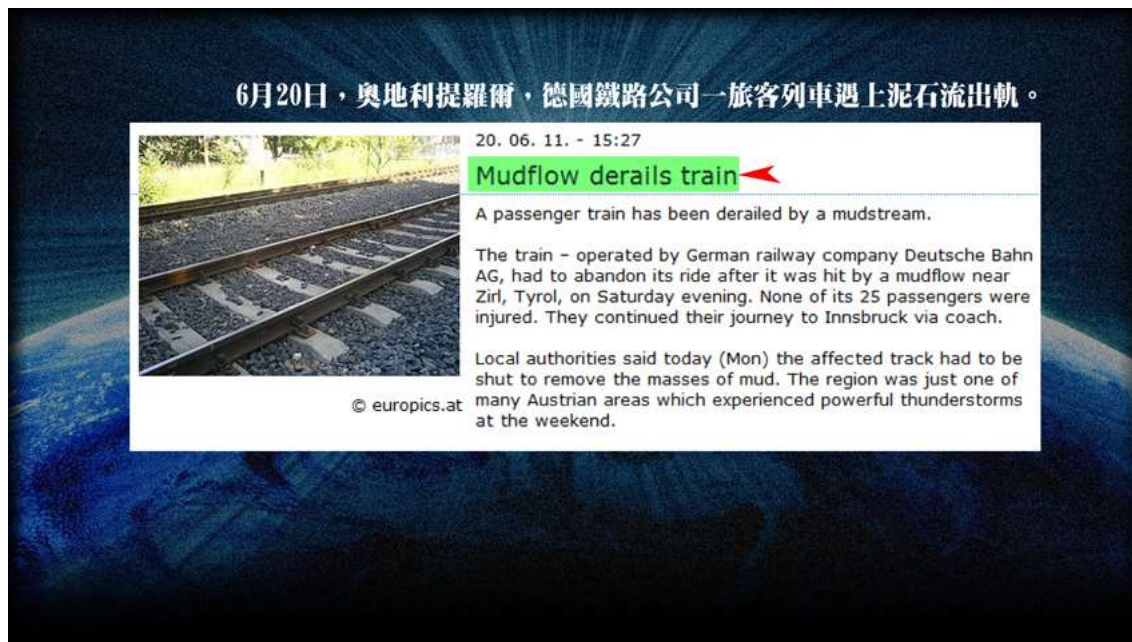 6月20日，奧地利提羅爾，德國鐵路公司一旅客列車遇上泥石流出軌。
20. 06. 11. - 15:27
Mudflow derails train
A passenger train has been derailed by a mudstream.
The train – operated by German railway company Deutsche Bahn
AG, had to abandon its ride after it was hit by a mudflow near
Zirl, Tyrol, on Saturday evening. None of its 25 passengers were
injured. They continued their journey to Innsbruck via coach.
Local authorities said today (Mon) the affected track had to be
shut to remove the masses of mud. The region was just one of
many Austrian areas which experienced powerful thunderstorms
at the weekend.
© europics.at